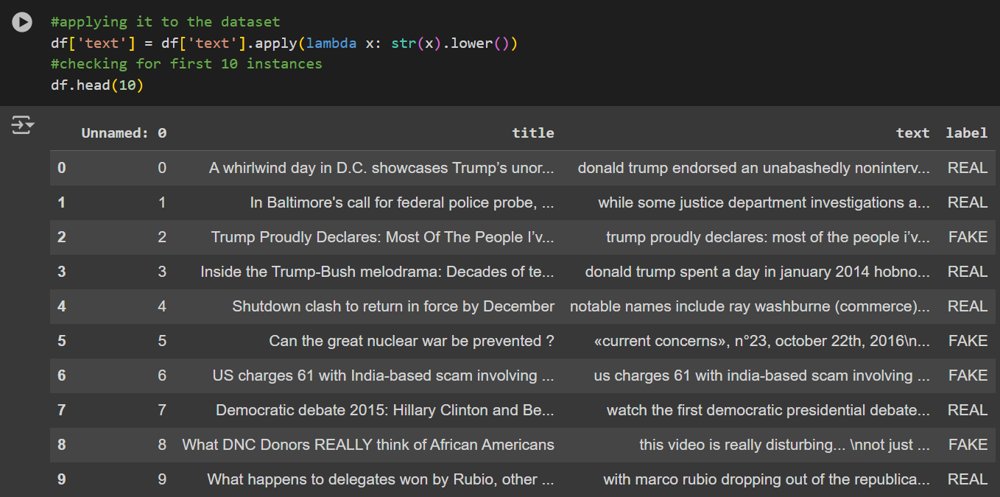 #applying it to the dataset
df['text'] = df['text'].apply(lambda x: str(x).lower())
#checking for first 10 instances
df.head(10)
Unnamed: 0 title text label
0 0 A whirlwind day in D.C. showcases Trump’s unor... donald trump endorsed an unabashedly noninterv... REAL
1 1 In Baltimore's call for federal police probe, ... while some justice department investigations a... REAL
2 2 Trump Proudly Declares: Most Of The People I’v... trump proudly declares: most of the people i’v... FAKE
3 3 Inside the Trump-Bush melodrama: Decades of te... donald trump spent a day in january 2014 hobno... REAL
4 4 Shutdown clash to return in force by December notable names include ray washburne (commerce)... REAL
5 5 Can the great nuclear war be prevented ? «current concerns», n°23, october 22th, 2016\n... FAKE
6 6 US charges 61 with India-based scam involving ... us charges 61 with india-based scam involving ... FAKE
7 7 Democratic debate 2015: Hillary Clinton and Be... watch the first democratic presidential debate... REAL
8 8 What DNC Donors REALLY think of African Americans this video is really disturbing... \nnot just ... FAKE
9 9 What happens to delegates won by Rubio, other ... with marco rubio dropping out of the republica... REAL